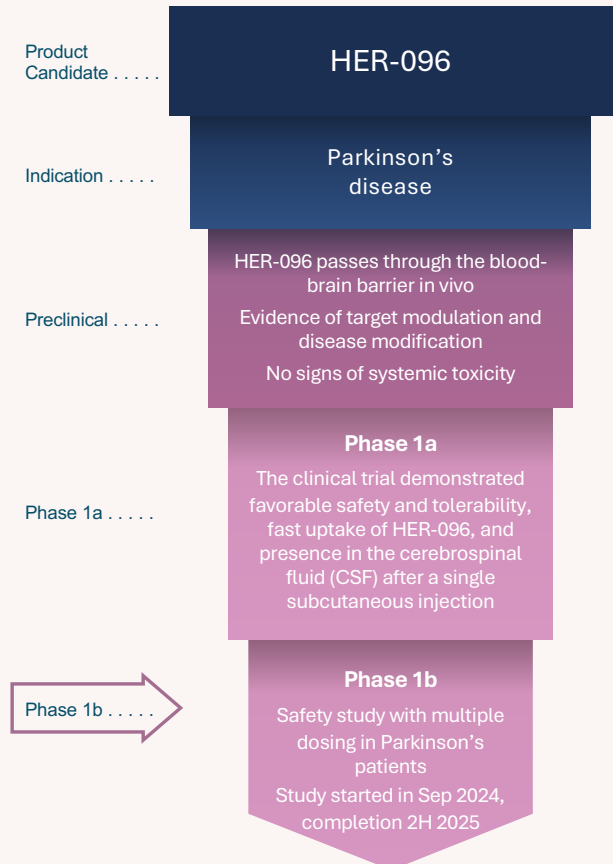 Product
Candidate . . . . .
HER-096
Indication . . . . .
Parkinson's
disease
Preclinical . . . . .
HER-096 passes through the blood-
brain barrier in vivo
Evidence of target modulation and
disease modification
No signs of systemic toxicity
Phase 1a . . . . .
Phase 1a
The clinical trial demonstrated
favorable safety and tolerability,
fast uptake of HER-096, and
presence in the cerebrospinal
fluid (CSF) after a single
subcutaneous injection
Phase 1b . . . . .
Phase 1b
Safety study with multiple
dosing in Parkinson's
patients
Study started in Sep 2024,
completion 2H 2025